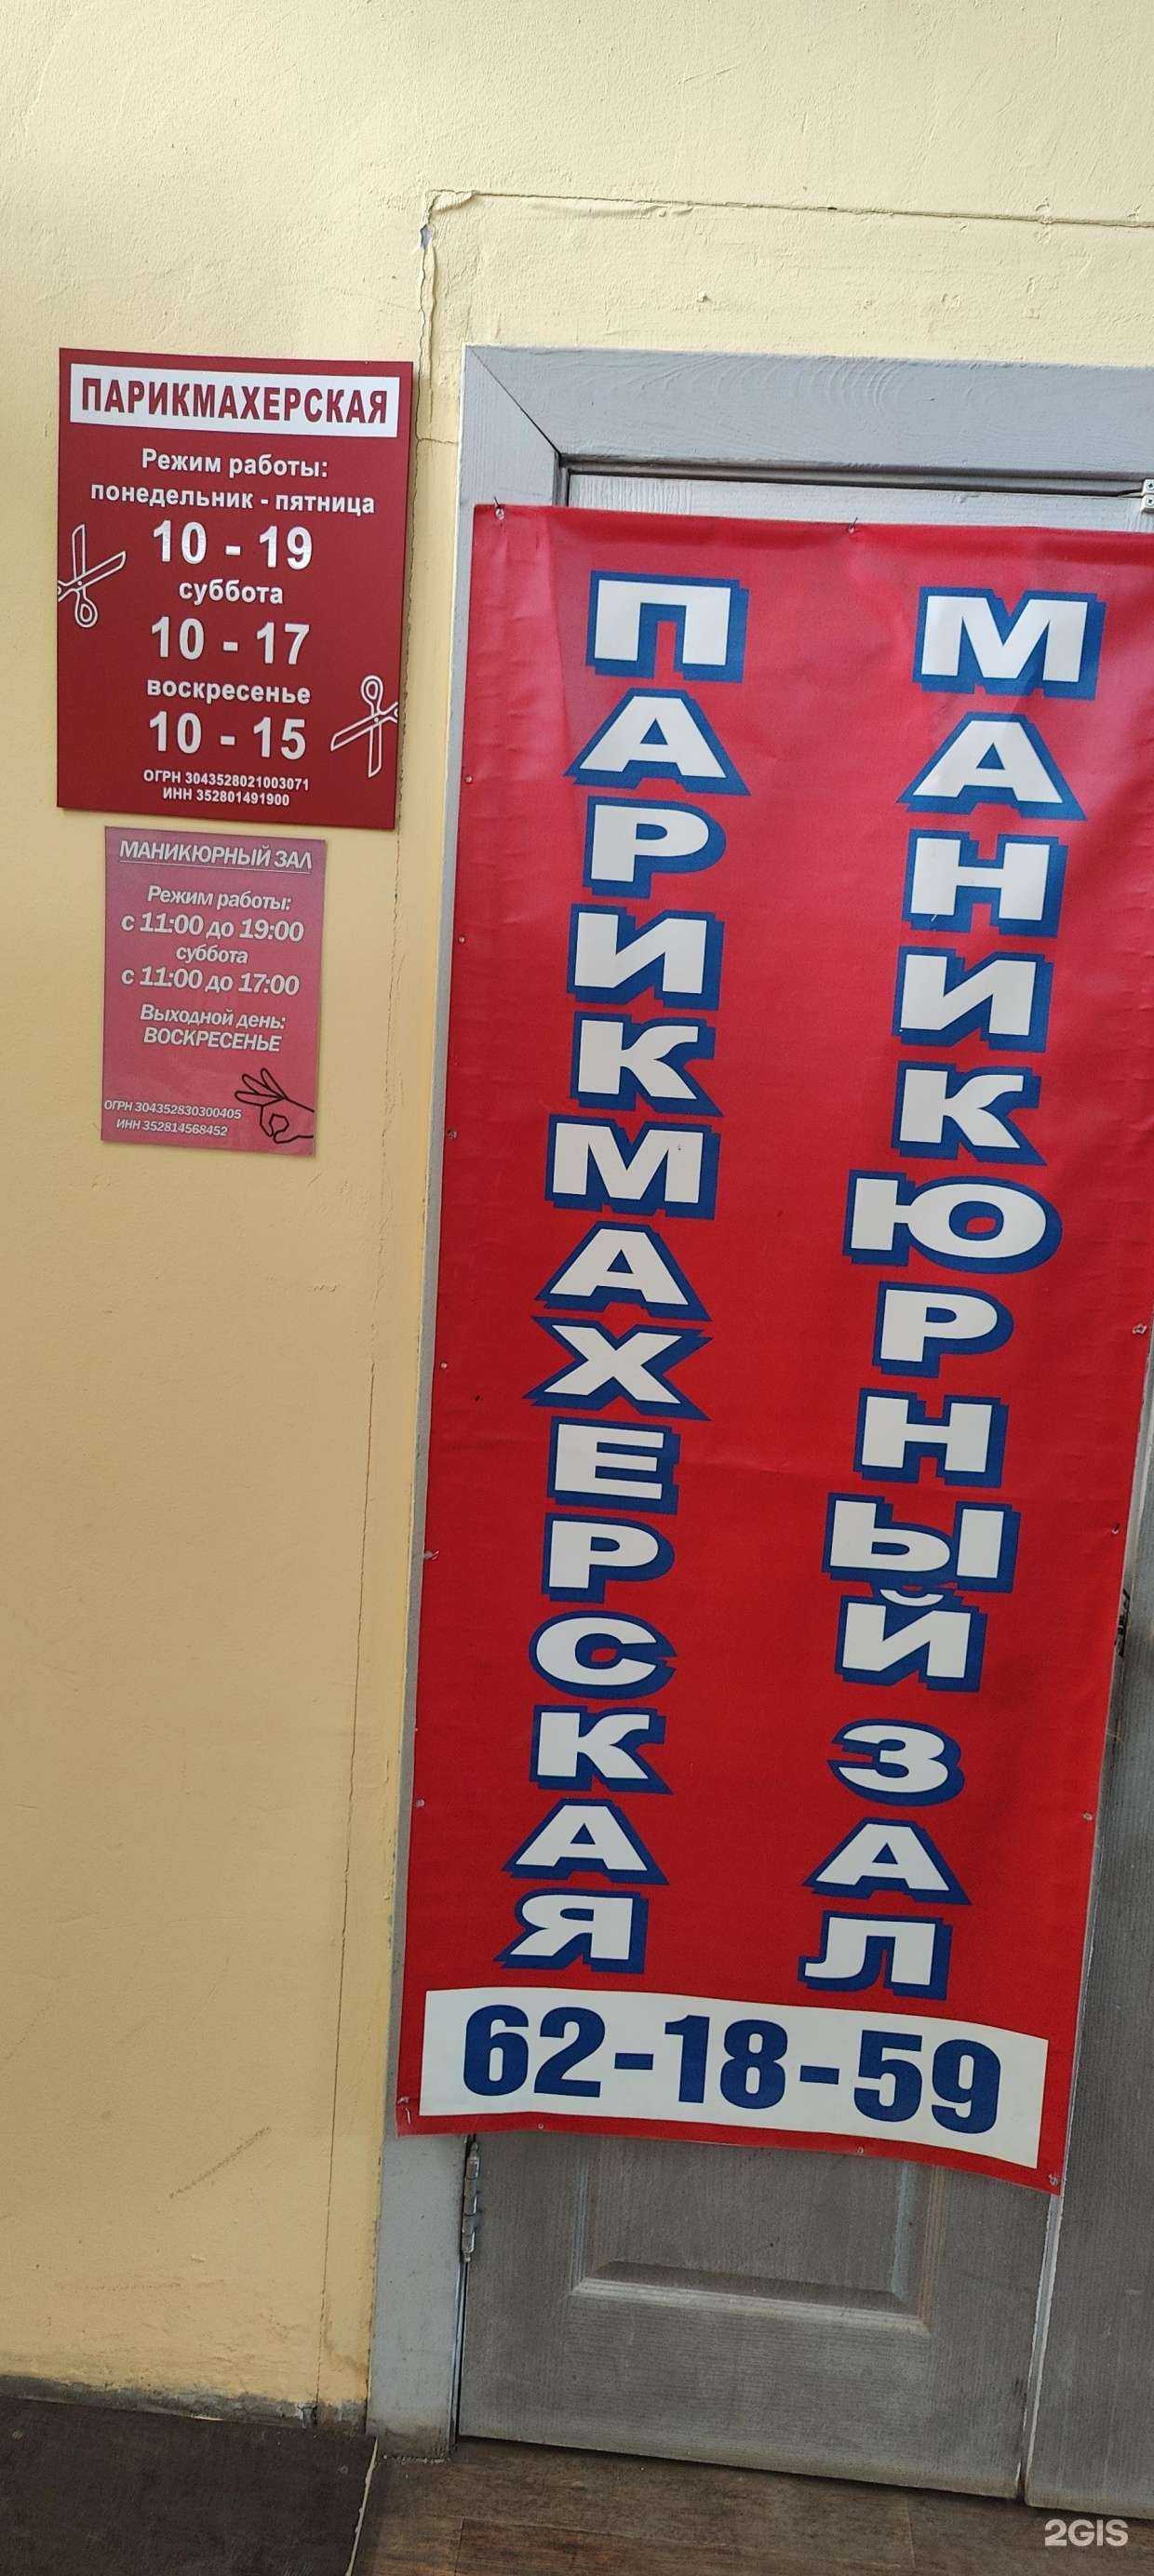 ПАРИКМАХЕРСКАЯ
Режим работы:
понедельник - пятница
10 - 19
суббота
10 - 17
воскресенье
10 - 15
ОГРН 3043528021003071
ИНН 352801491900
МАНИКЮРНЫЙ ЗАЛ
Режим работы:
с 11:00 до 19:00
суббота
с 11:00 до 17:00
Выходной день:
ВОСКРЕСЕНЬЕ
ОГРН 304352830300405
ИНН 352814568452
ПАРИКМАХЕРСКАЯ
МАНИКЮРНЫЙ ЗАЛ
62-18-59
2GIS